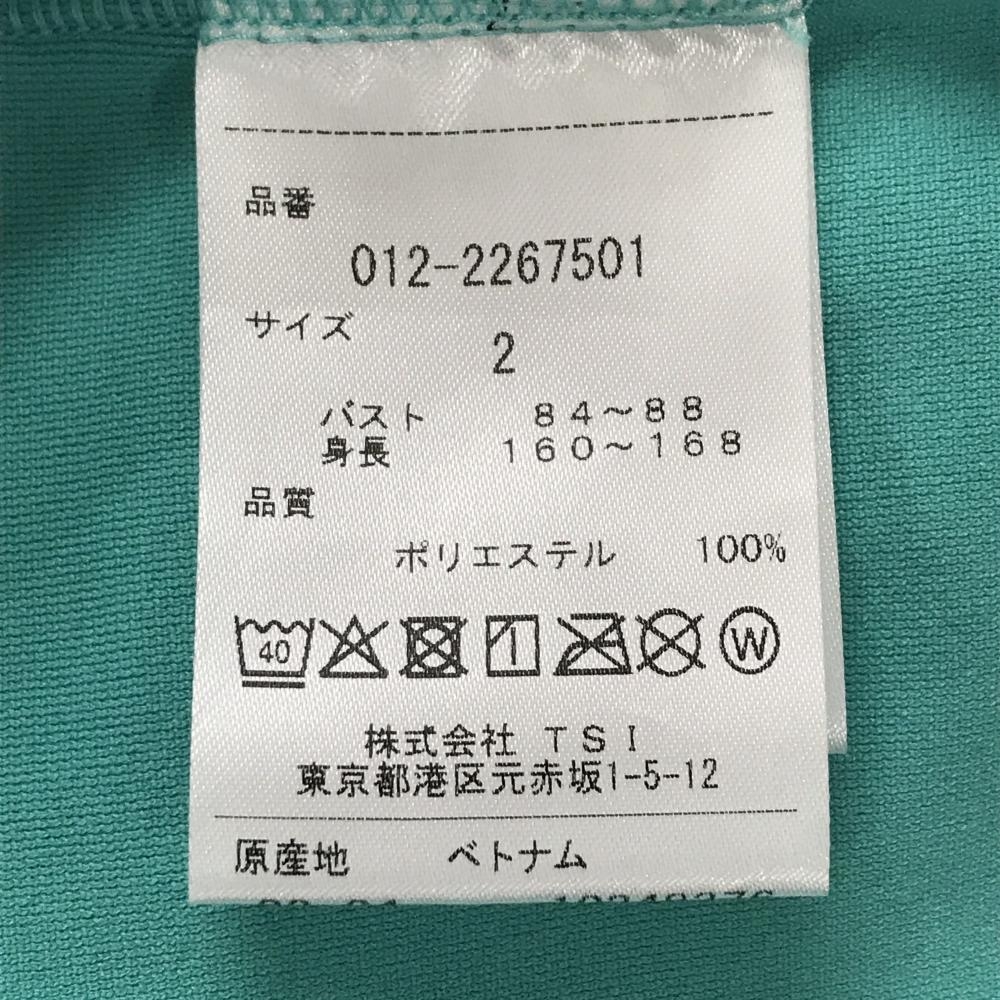 品番
012-2267501
サイズ
2
バスト 84～88
身長 160～168
品質
ポリエステル 100%
40 1 W
株式会社 TSI
東京都港区元赤坂1-5-12
原産地 ベトナム